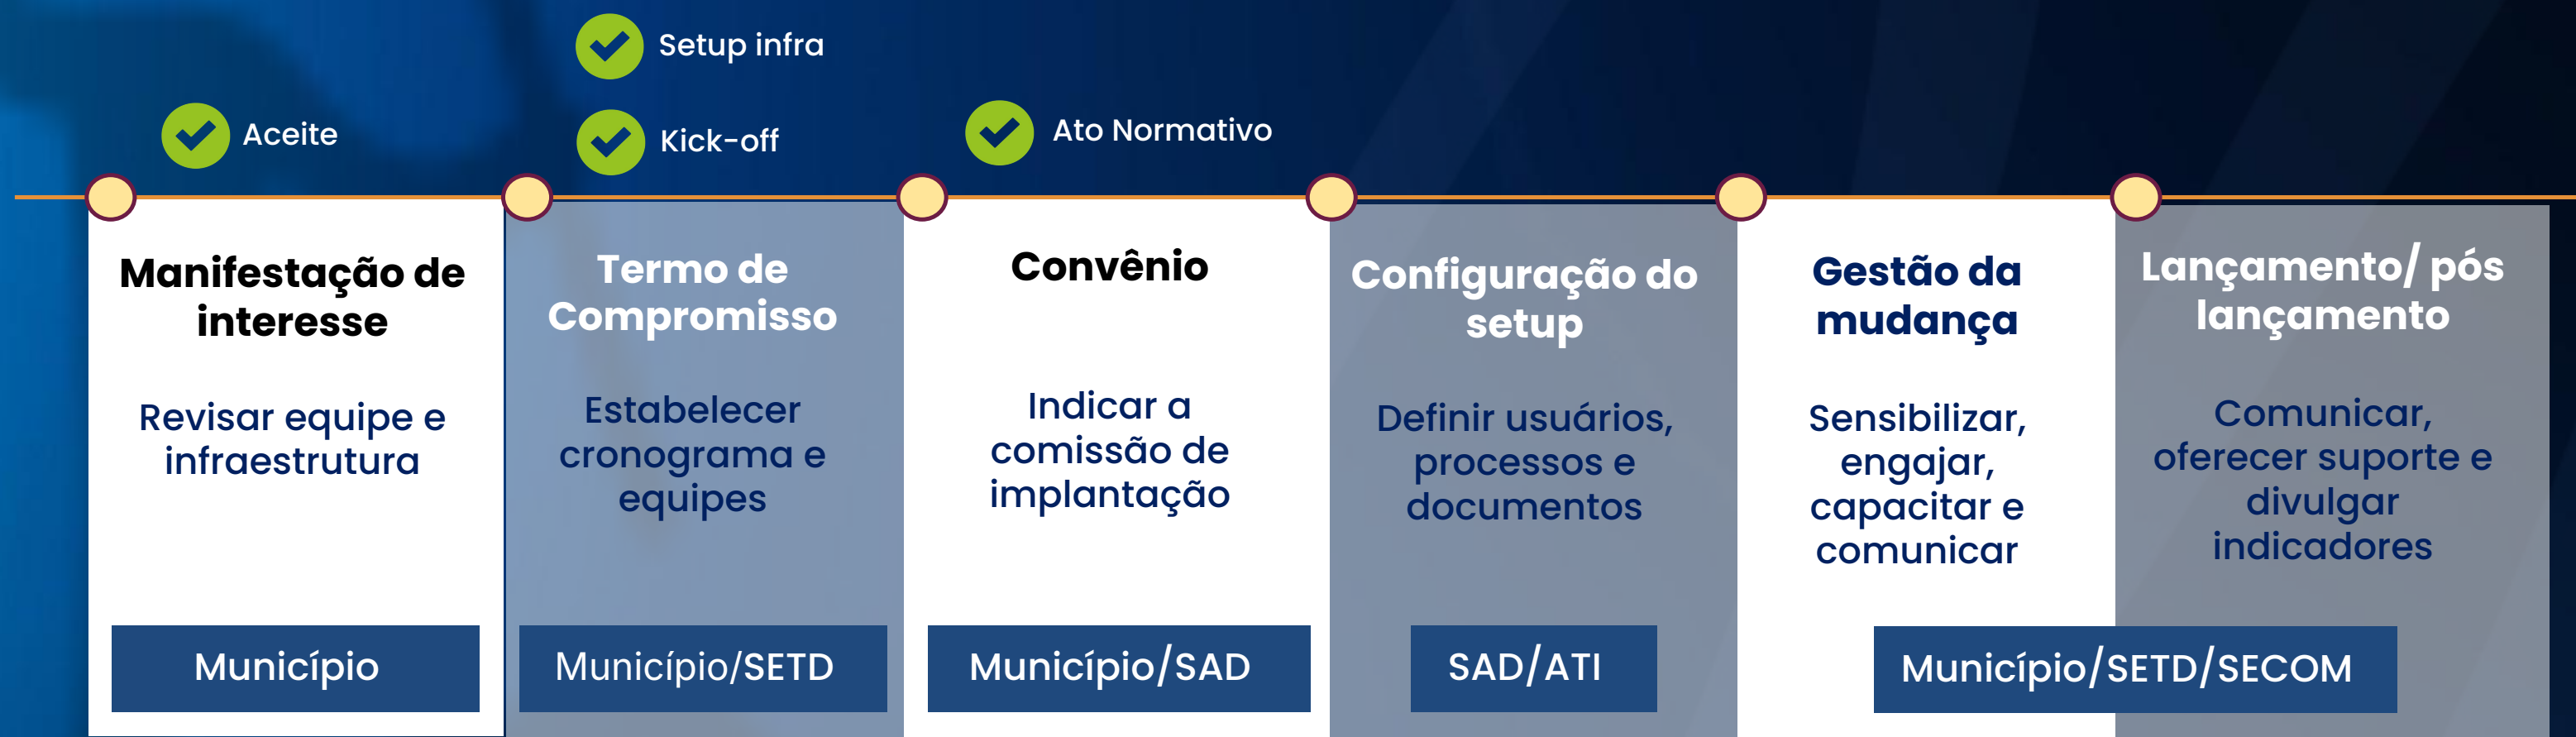 Setup infra
Aceite
Kick-off
Ato Normativo
Manifestação de
interesse
Revisar equipe e
infraestrutura
Município
Termo de
Compromisso
Estabelecer
cronograma e
equipes
Município/SETD
Convênio
Indicar a
comissão de
implantação
Município/SAD
Configuração do
setup
Definir usuários,
processos e
documentos
SAD/ATI
Gestão da
mudança
Sensibilizar,
engajar,
capacitar e
comunicar
Lançamento/ pós
lançamento
Comunicar,
oferecer suporte e
divulgar
indicadores
Município/SETD/SECOM